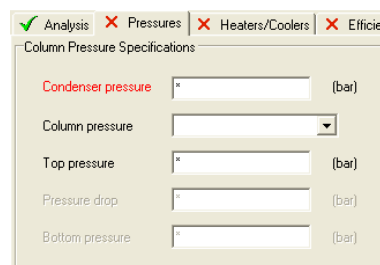 Analysis Pressures Heaters/Coolers Efficie
Column Pressure Specifications
Condenser pressure * (bar)
Column pressure
Top pressure * (bar)
Pressure drop * (bar)
Bottom pressure * (bar)